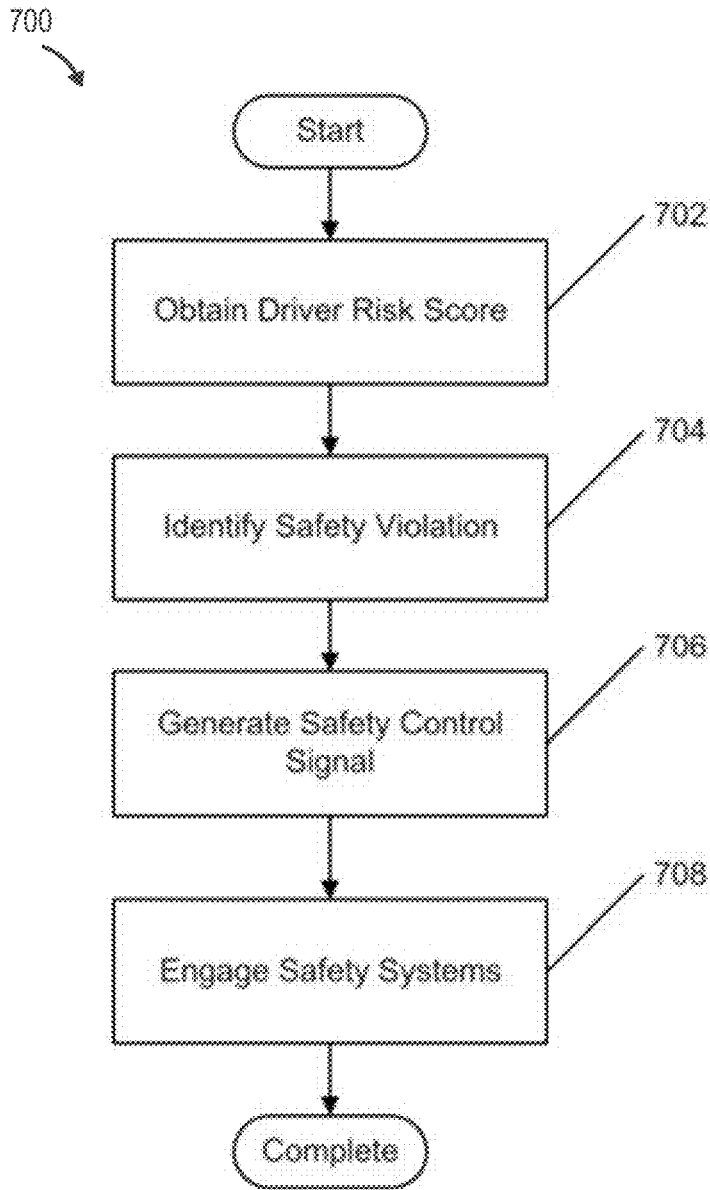 700
Start
702
Obtain Driver Risk Score
704
Identify Safety Violation
706
Generate Safety Control
Signal
708
Engage Safety Systems
Complete